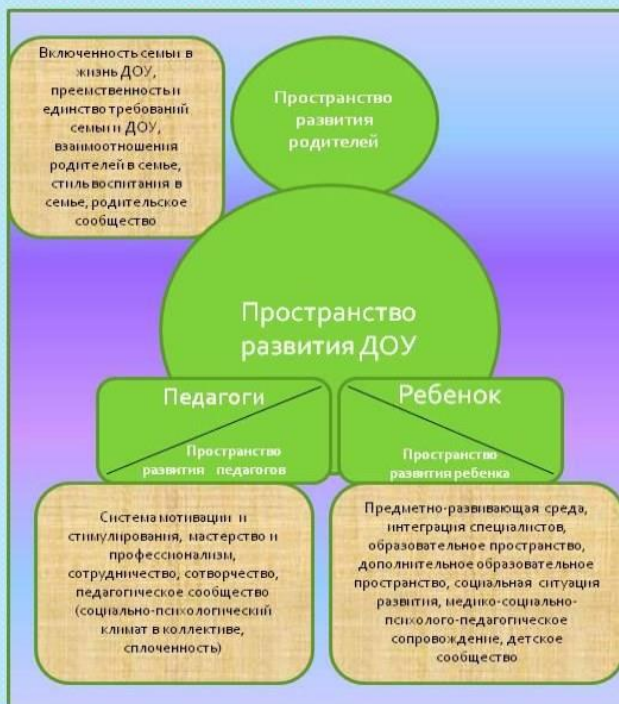 Включенность семьи в
жизнь ДОУ,
преемственность и
единство требований
семьи и ДОУ,
взаимоотношения
родителей в семье,
стиль воспитания в
семье, родительское
сообщество
Пространство
развития
родителей
Пространство
развития ДОУ
Педагоги
Пространство
развития педагогов
Ребенок
Пространство
развития ребенка
Система мотивации и
стимулирования, мастерство и
профессионализм,
сотрудничество, сотворчество,
педагогическое сообщество
(социально-психологический
климат в коллективе,
сплоченность)
Предметно-развивающая среда,
интеграция специалистов,
образовательное пространство,
дополнительное образовательное
пространство, социальная ситуация
развития, медико-социально-
психолого-педагогическое
сопровождение, детское
сообщество